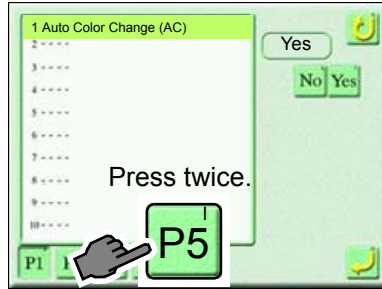 1 Auto Color Change (AC)
Yes
2 - - - -
3 - - - -
No Yes
4 - - - -
5 - - - -
6 - - - -
7 - - - -
Press twice.
8 - - - -
9 - - - -
10 - - - -
P1
P5